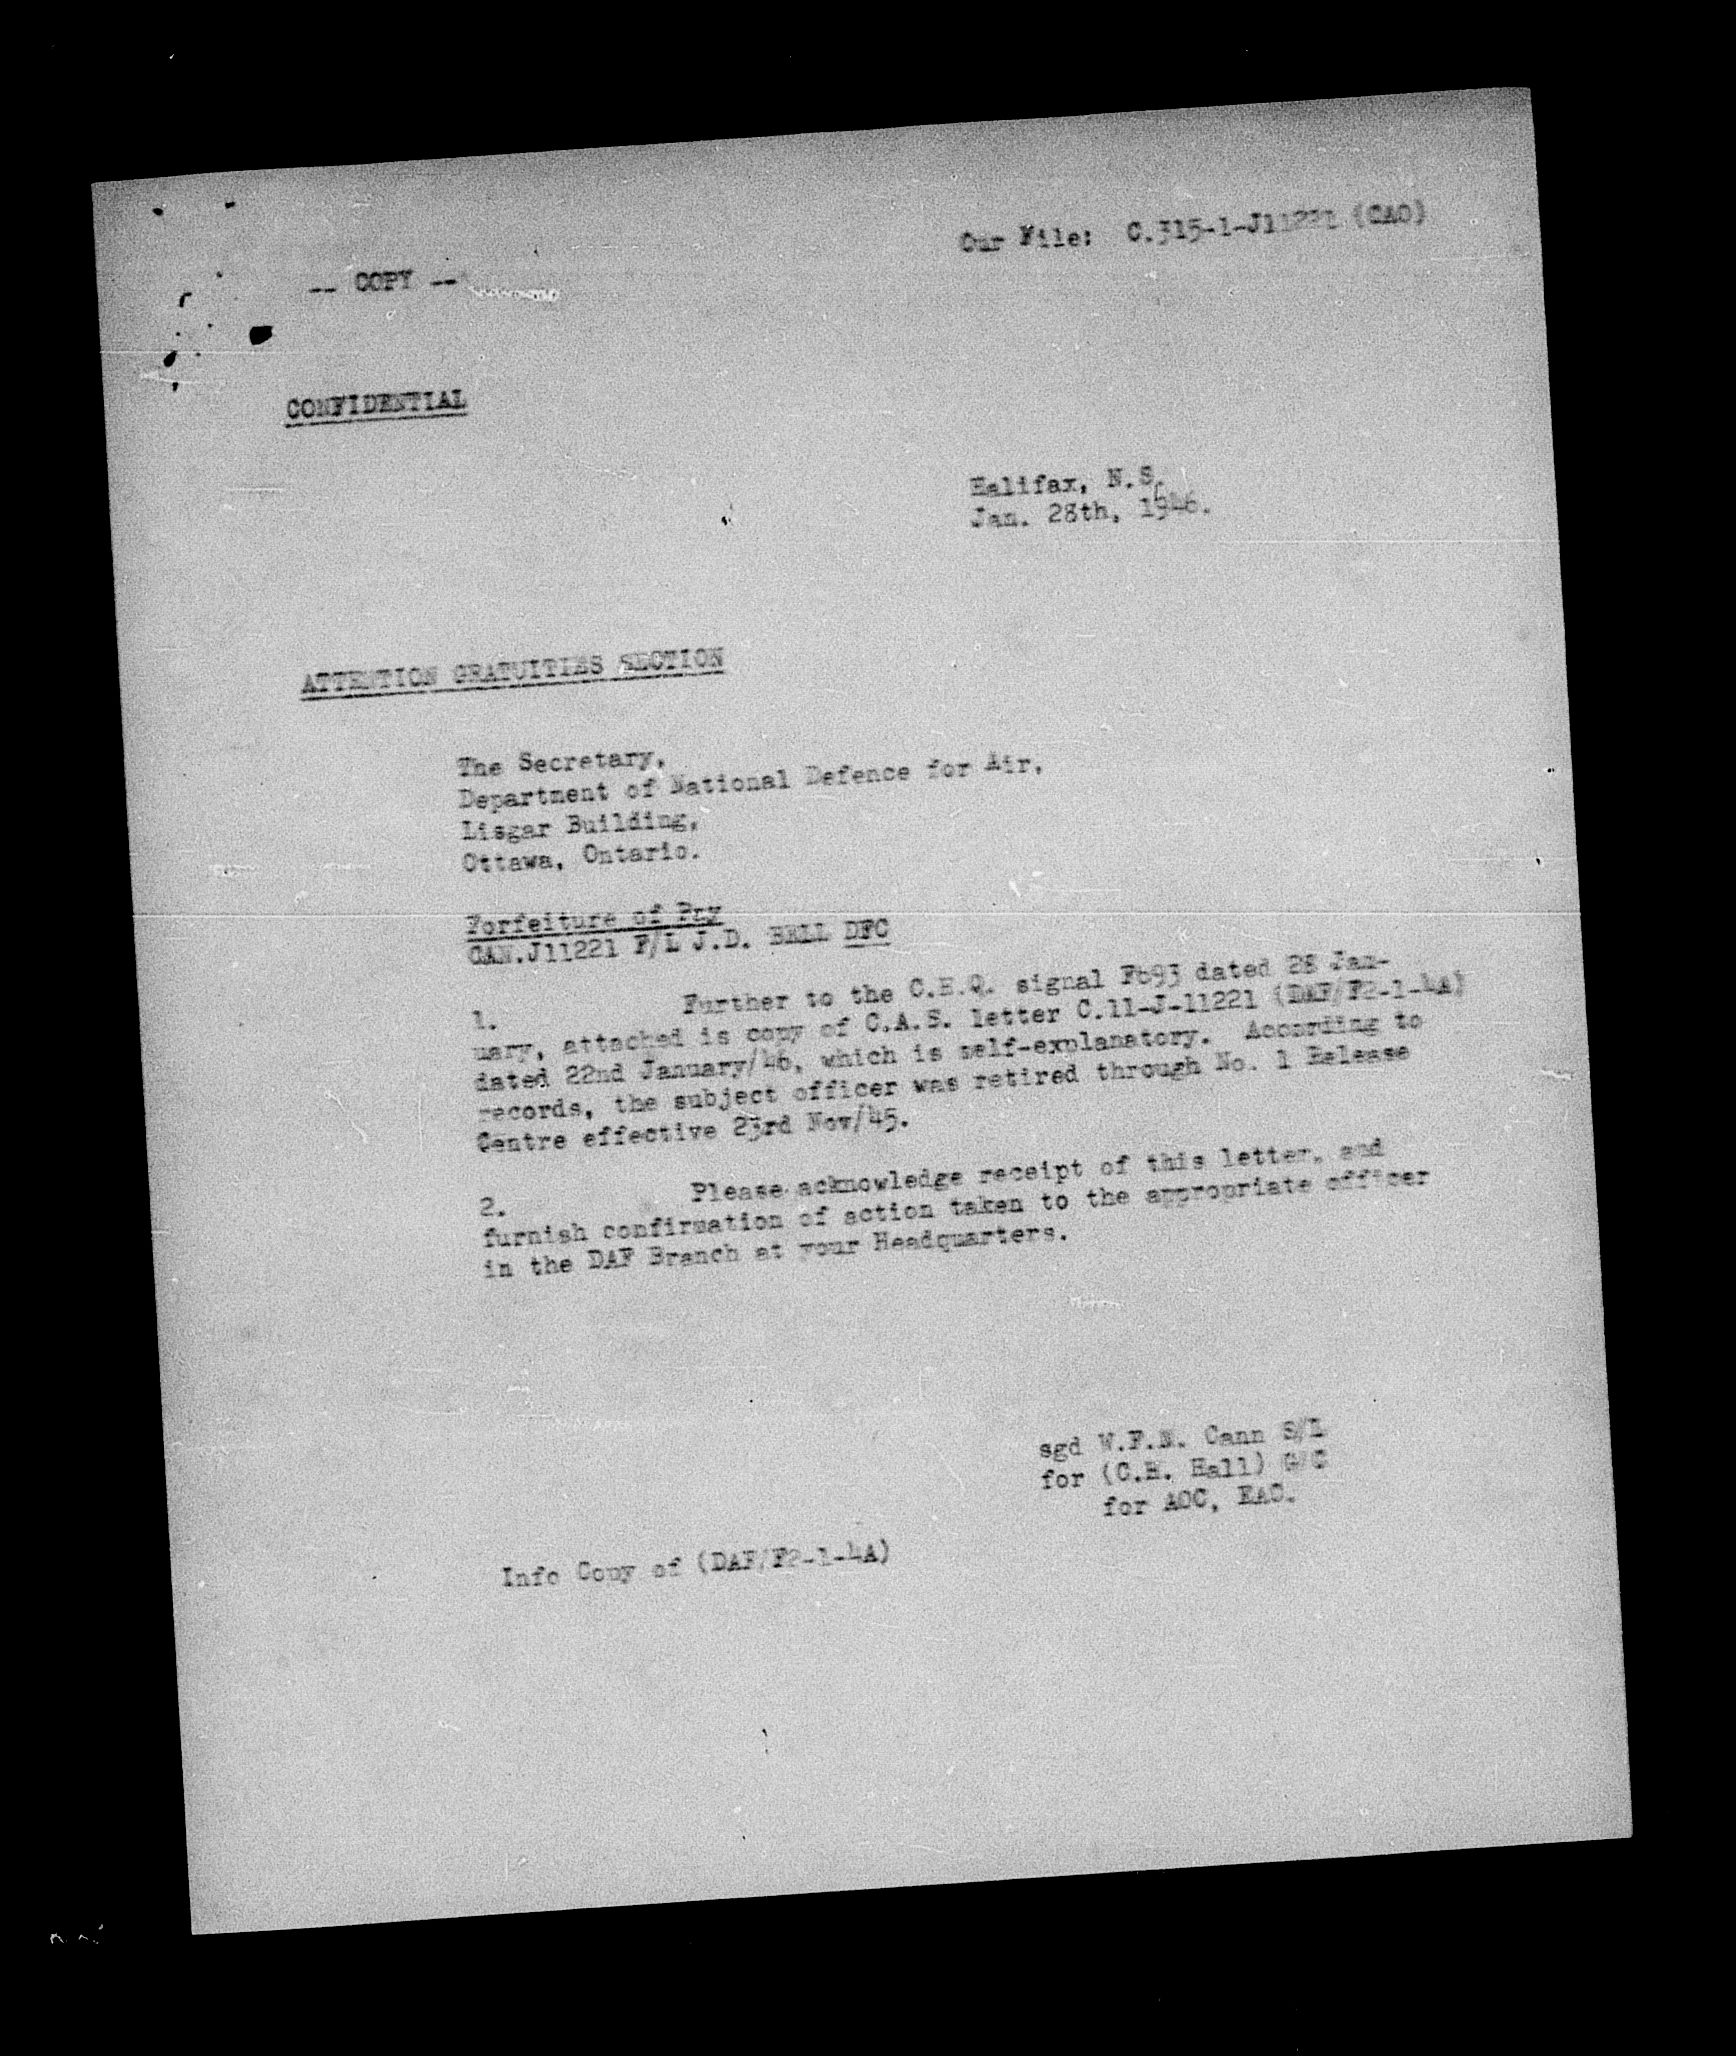 Our File: C.315-1-J11221 (CAO)
-- COPY --
CONFIDENTIAL
Halifax, N.S.
Jan. 28th, 1946.
ATTENTION GRATUITIES SECTION
The Secretary,
Department of National Defence for Air,
Lisgar Building,
Ottawa, Ontario.
Forfeiture of Pay
CAN.J11221 F/L J.D. BELL DFC
1. Further to the C.H.Q. signal F693 dated 28 Jan-
uary, attached is copy of C.A.S. letter C.11-J-11221 (DAF/F2-1-4A)
dated 22nd January/46, which is self-explanatory. According to
records, the subject officer was retired through No. 1 Release
Centre effective 23rd Nov/45.
2. Please acknowledge receipt of this letter, and
furnish confirmation of action taken to the appropriate officer
in the DAF Branch at your Headquarters.
sgd W.F.N. Cann S/L
for (C.H. Hall) G/C
for AOC, EAC.
Info Copy of (DAF/F2-1-4A)